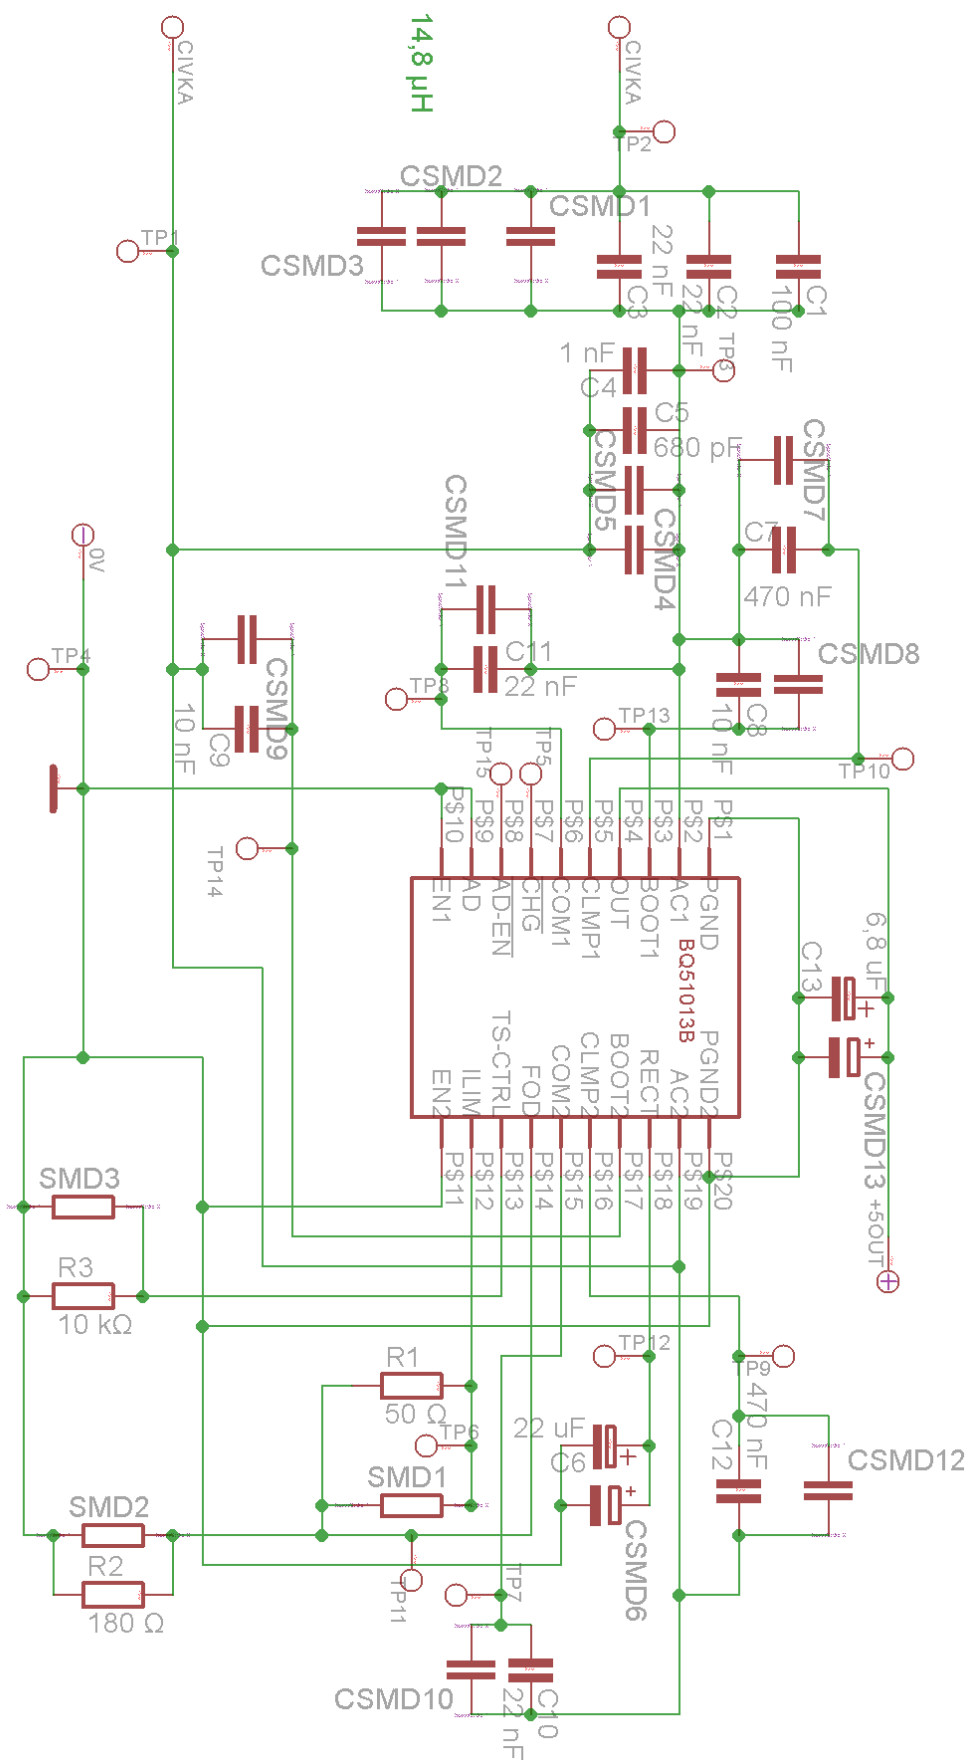 CIVKA
14,8 µH
CIVKA
TP2
CSMD2
CSMD1
CSMD3
TP1
22 nF
C3
C2
22 nF
C1
100 nF
TP3
1 nF
C4
C5
680 pF
CSMD5
CSMD4
CSMD7
C7
470 nF
CSMD11
C11
22 nF
CSMD8
C8
10 nF
0V
TP4
CSMD9
C9
10 nF
TP8
TP13
TP10
TP15
TP5
TP14
P$10
P$9
P$8
P$7
P$6
P$5
P$4
P$3
P$2
P$1
EN1
AD
AD-EN
CHG
COM1
CLMP1
OUT
BOOT1
AC1
PGND
BQ51013B
EN2
ILIM
TS-CTRL
FOD
COM2
CLMP2
BOOT2
RECT
AC2
PGND2
P$11
P$12
P$13
P$14
P$15
P$16
P$17
P$18
P$19
P$20
6,8 uF
C13
CSMD13
+5OUT
SMD3
R3
10 kΩ
R1
50 Ω
TP6
SMD1
TP12
22 uF
C6
CSMD6
TP9
470 nF
C12
CSMD12
SMD2
R2
180 Ω
TP11
TP7
CSMD10
C10
22 nF